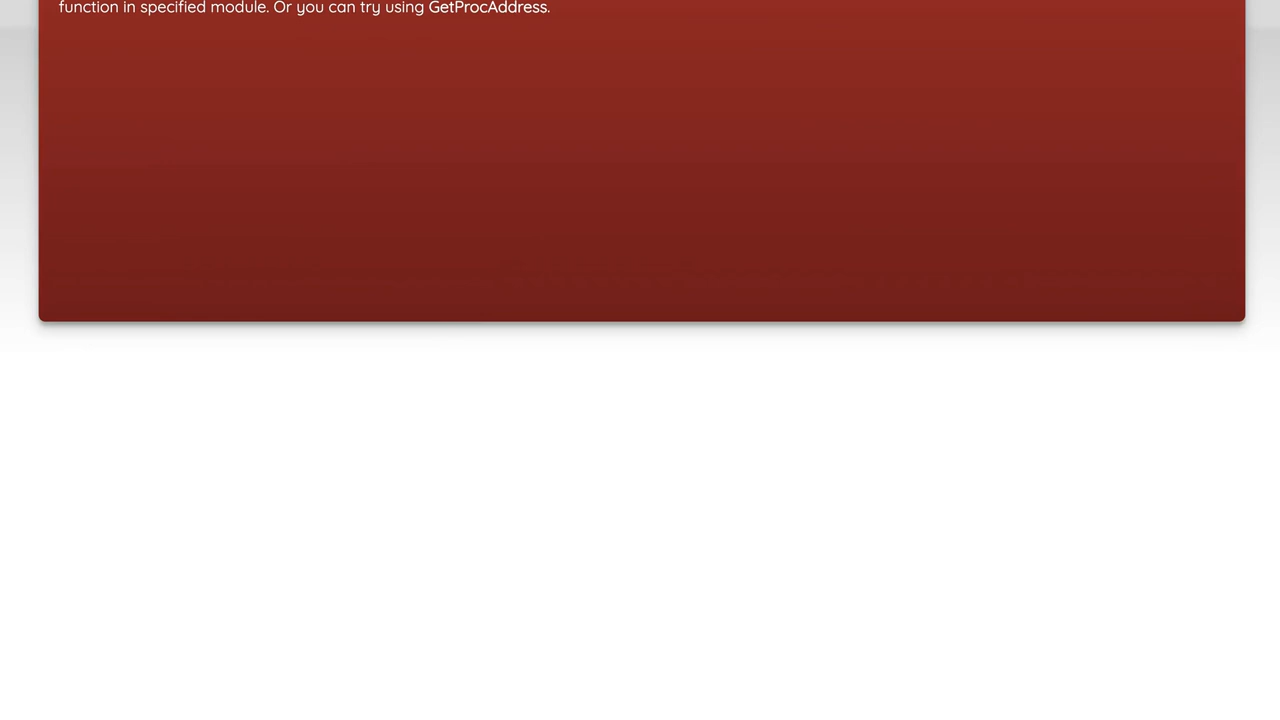 function in specified module. Or you can try using GetProcAddress.